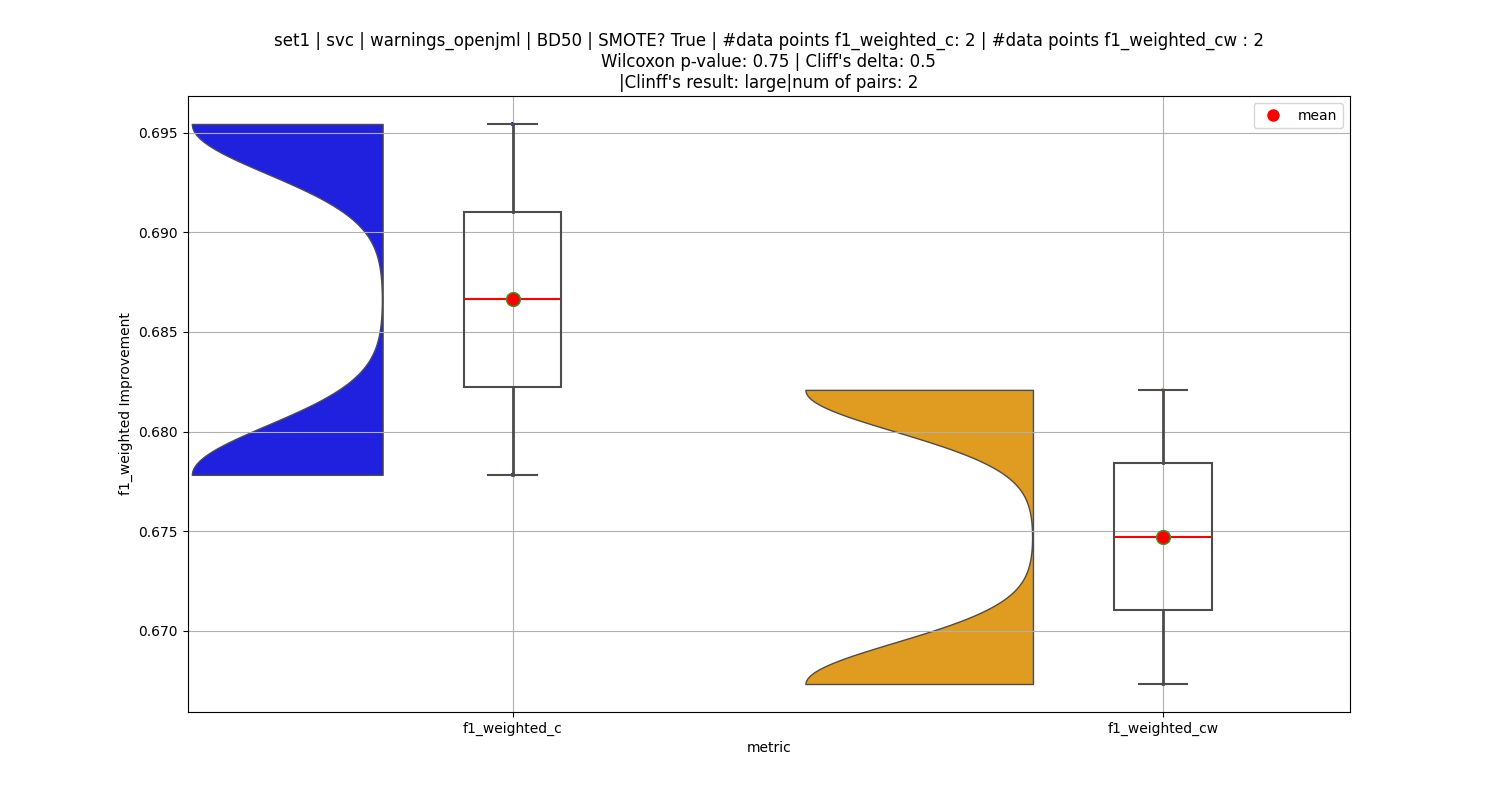 set1 | svc | warnings_openjml | BD50 | SMOTE? True | #data points f1_weighted_c: 2 | #data points f1_weighted_cw : 2
Wilcoxon p-value: 0.75 | Cliff's delta: 0.5
|Clinff's result: large|num of pairs: 2
mean
0.695
0.690
0.685
0.680
0.675
0.670
f1_weighted Improvement
f1_weighted_c
f1_weighted_cw
metric